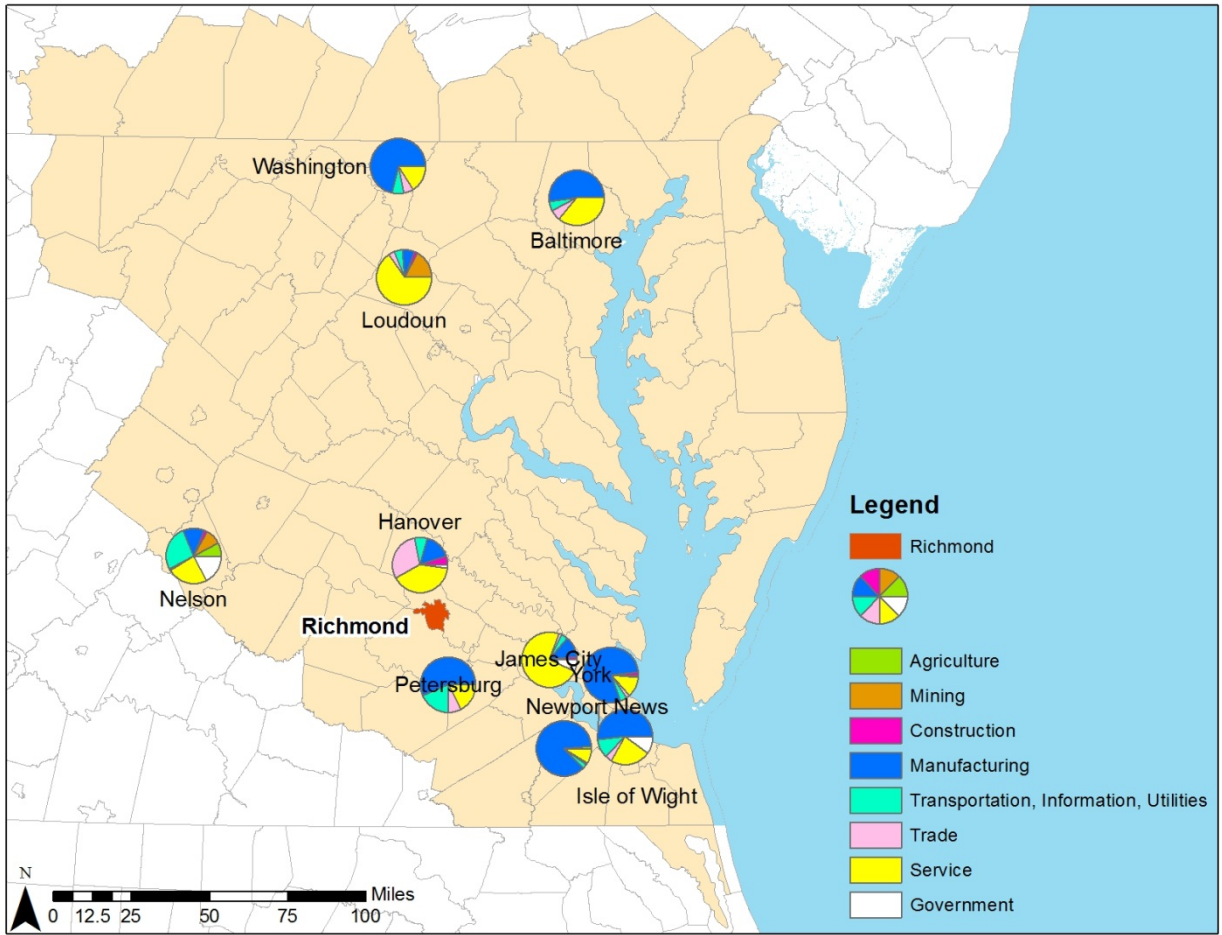 Washington
Baltimore
Loudoun
Hanover
Nelson
Richmond
James City
York
Petersburg
Newport News
Isle of Wight
Legend
Richmond
Agriculture
Mining
Construction
Manufacturing
Transportation, Information, Utilities
Trade
Service
Government
N
Miles
0 12.5 25 50 75 100